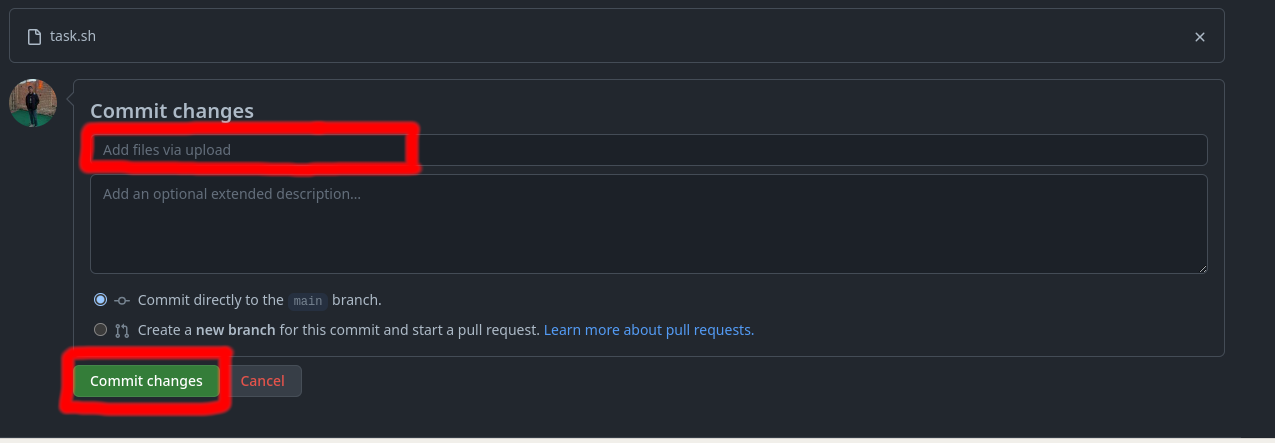 task.sh
Commit changes
Add files via upload
Add an optional extended description...
Commit directly to the main branch.
Create a new branch for this commit and start a pull request. Learn more about pull requests.
Commit changes Cancel